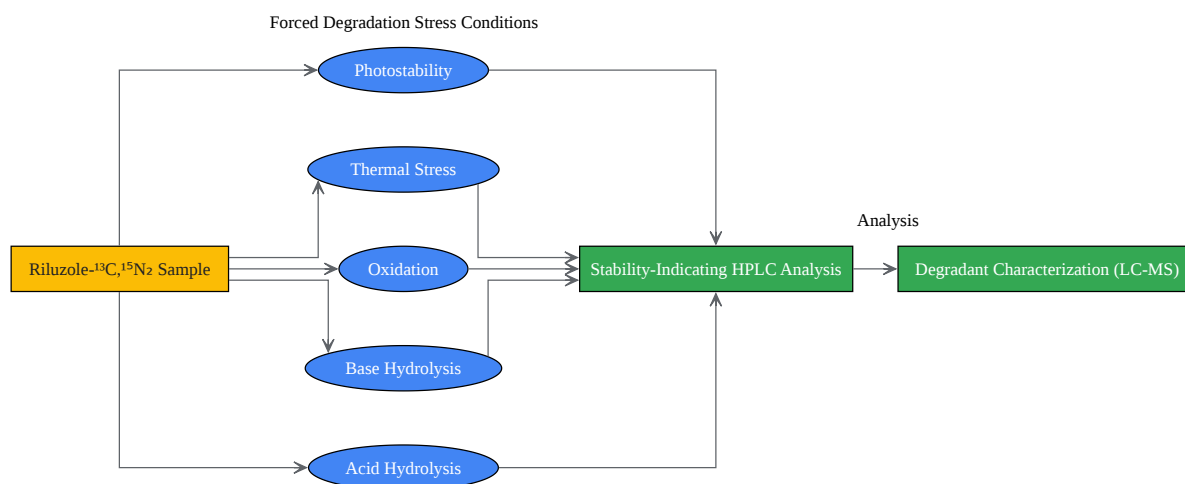 Forced Degradation Stress Conditions
Photostability
Thermal Stress
Analysis
Riluzole-¹³C,¹⁵N₂ Sample
Oxidation
Stability-Indicating HPLC Analysis
Degradant Characterization (LC-MS)
Base Hydrolysis
Acid Hydrolysis